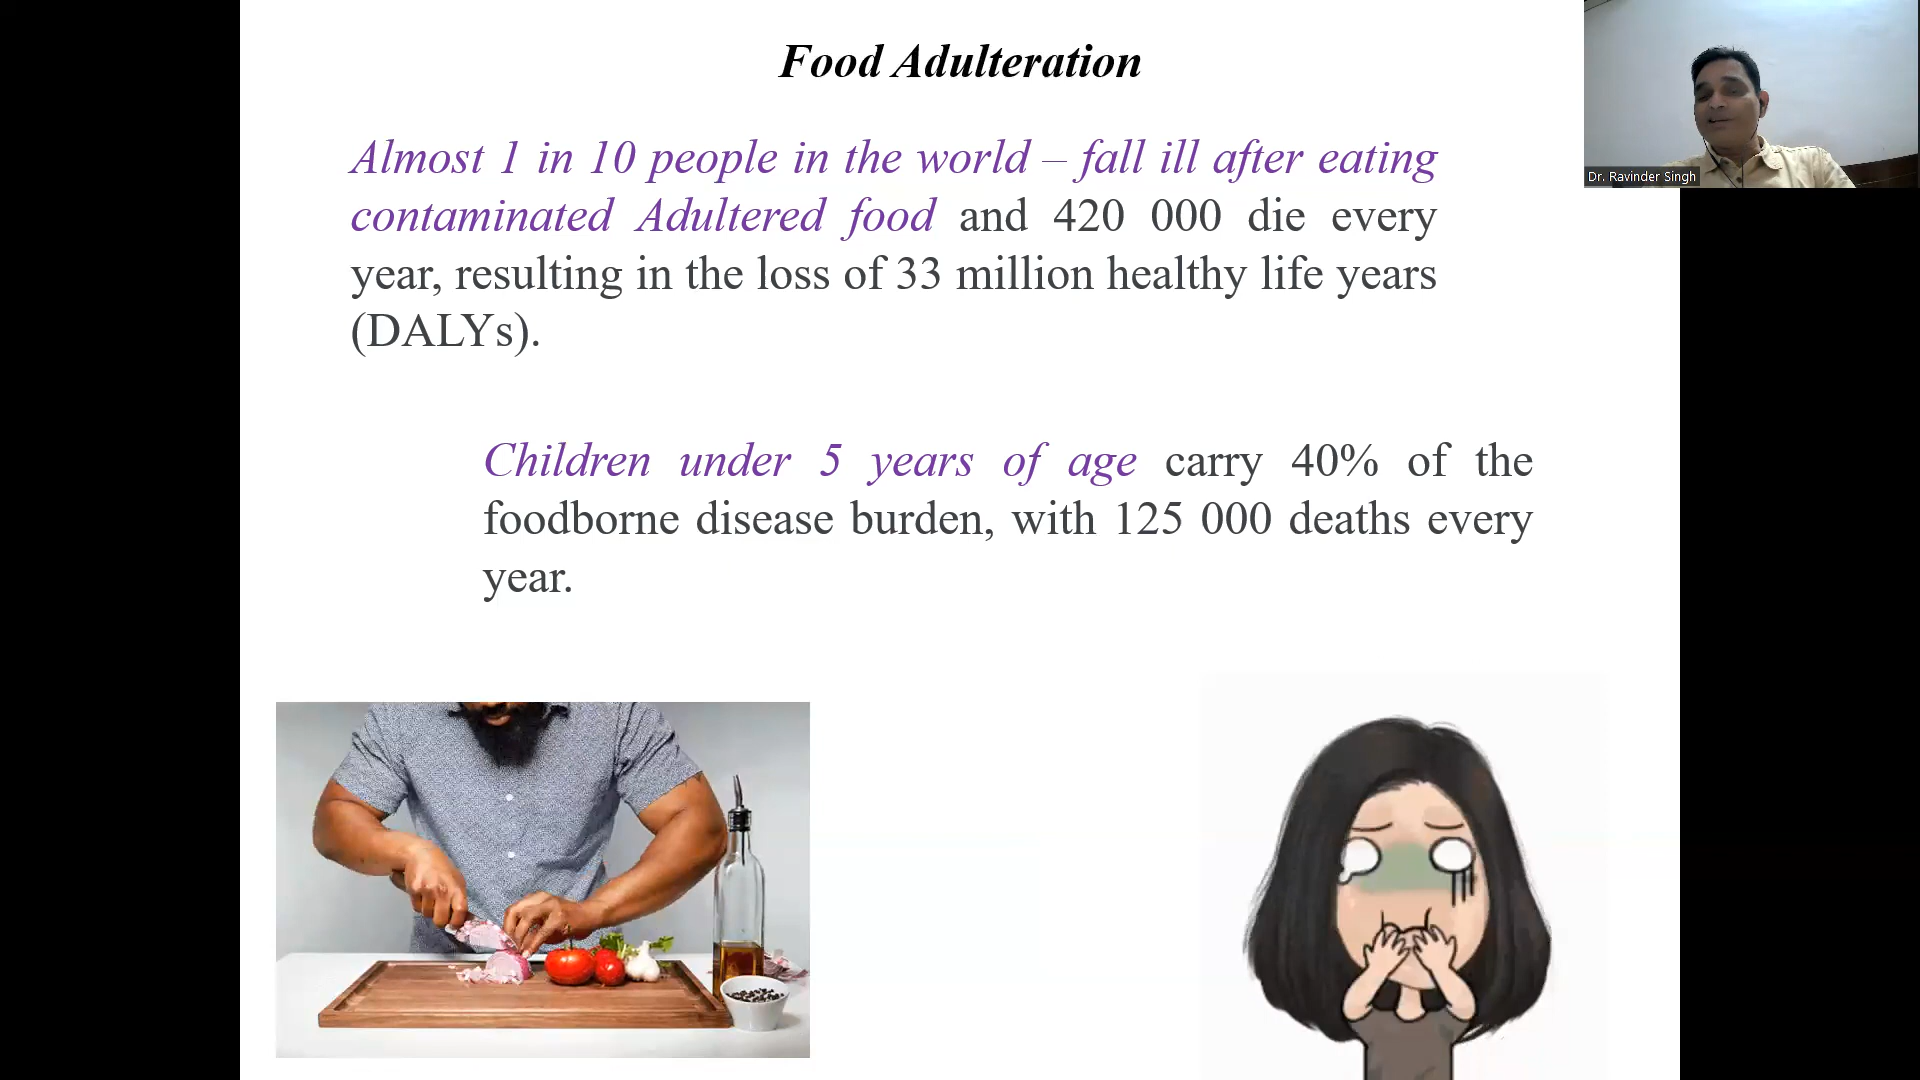 Food Adulteration
Almost 1 in 10 people in the world – fall ill after eating
contaminated Adultered food and 420 000 die every
year, resulting in the loss of 33 million healthy life years
(DALYs).
Children under 5 years of age carry 40% of the
foodborne disease burden, with 125 000 deaths every
year.
Dr. Ravinder Singh